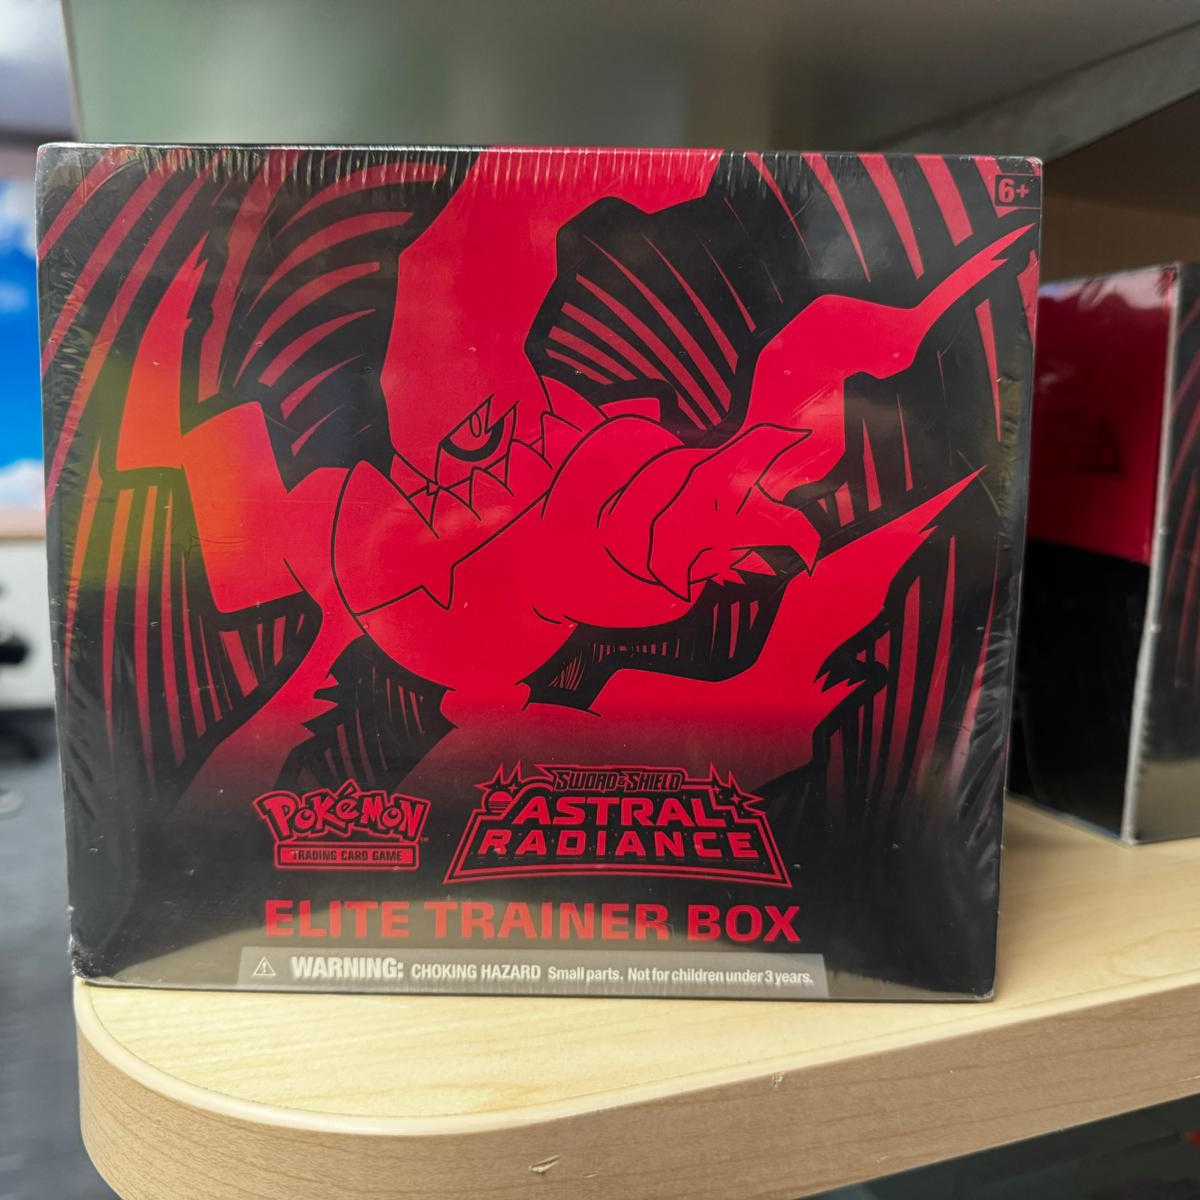 6+
POKéMON
TRADING CARD GAME
SWORD & SHIELD
ASTRAL
RADIANCE
ELITE TRAINER BOX
WARNING: CHOKING HAZARD Small parts. Not for children under 3 years.